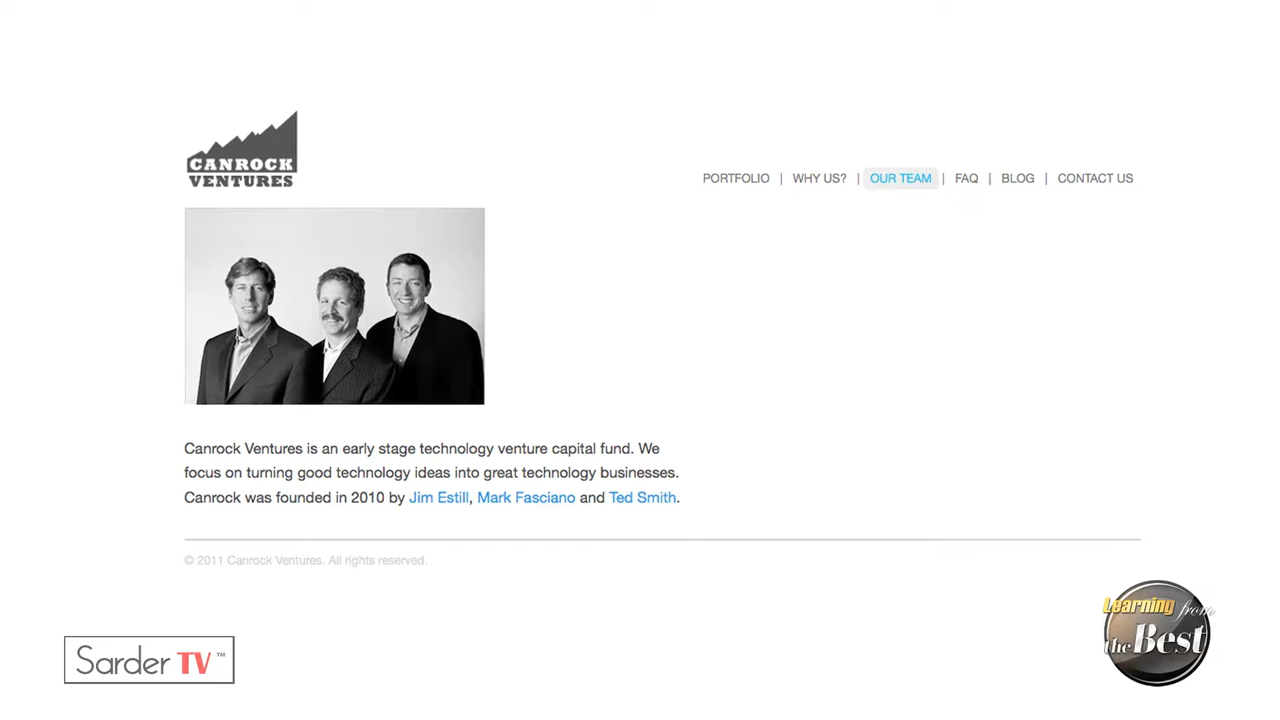 CANROCK
VENTURES
PORTFOLIO | WHY US? | OUR TEAM | FAQ | BLOG | CONTACT US
Canrock Ventures is an early stage technology venture capital fund. We
focus on turning good technology ideas into great technology businesses.
Canrock was founded in 2010 by Jim Estill, Mark Fasciano and Ted Smith.
© 2011 Canrock Ventures. All rights reserved.
Learning from
the Best
Sarder TV™